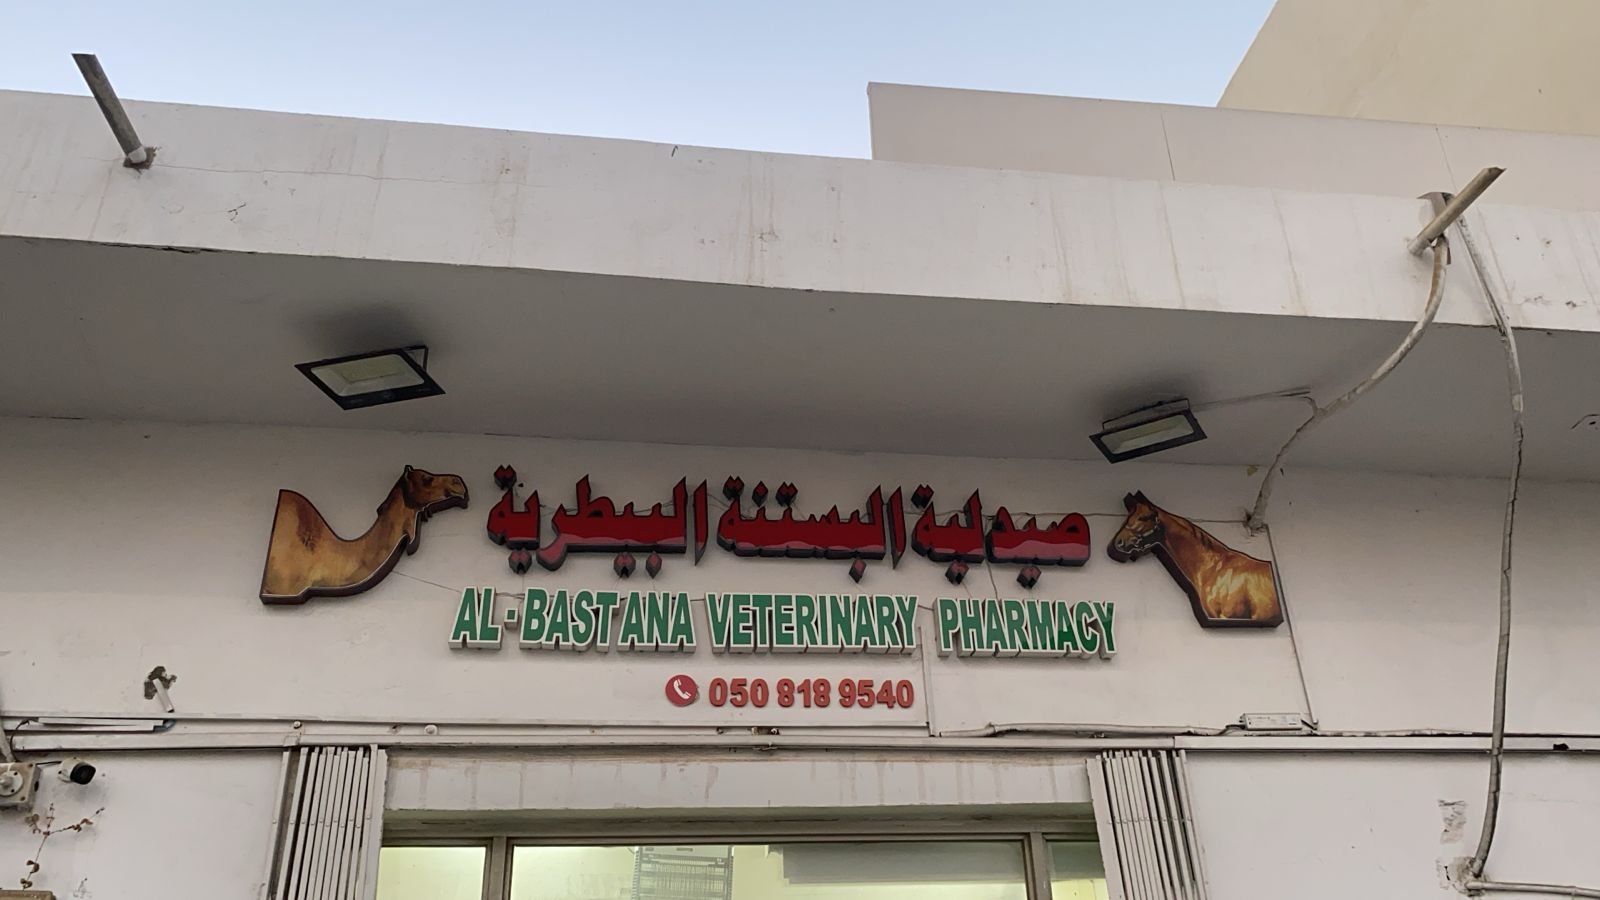 صيدلية البستنة البيطرية
AL-BASTANA VETERINARY PHARMACY
050 818 9540